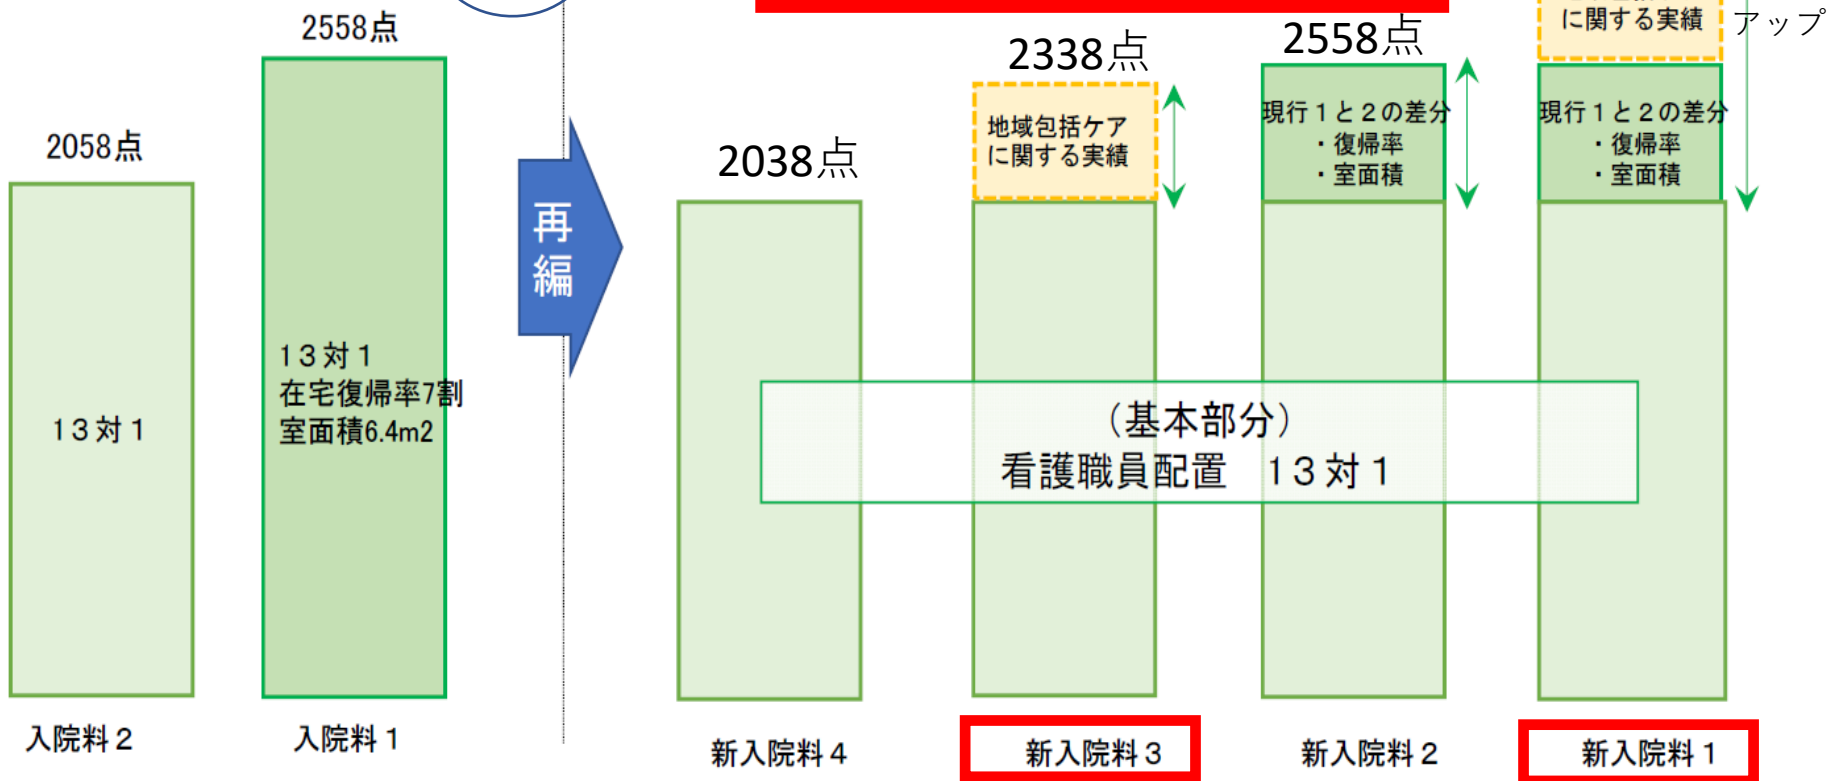 2558点
2058点
１３対１
１３対１
在宅復帰率7割
室面積6.4m2
入院料２
入院料１
再
編
2038点
2338点
地域包括ケア
に関する実績
2558点
現行１と２の差分
・復帰率
・室面積
に関する実績
アップ
現行１と２の差分
・復帰率
・室面積
（基本部分）
看護職員配置　１３対１
新入院料４
新入院料３
新入院料２
新入院料１